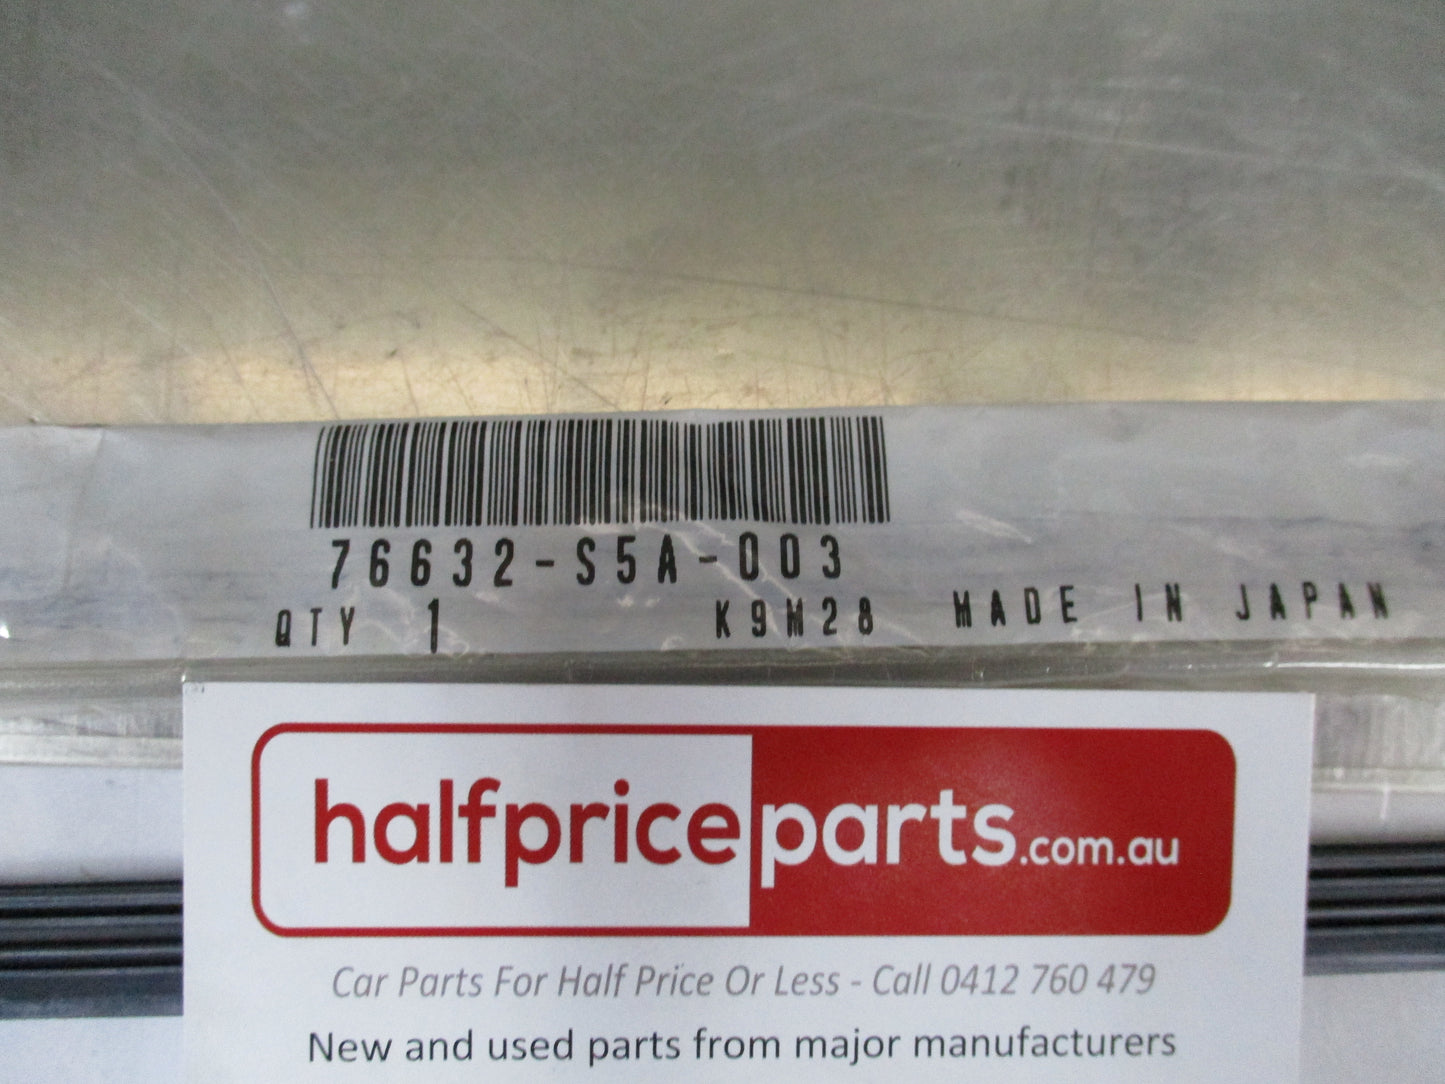 76632-S5A-003
QTY 1 K9M28 MADE IN JAPAN
halfpriceparts.com.au
Car Parts For Half Price Or Less - Call 0412 760 479
New and used parts from major manufacturers